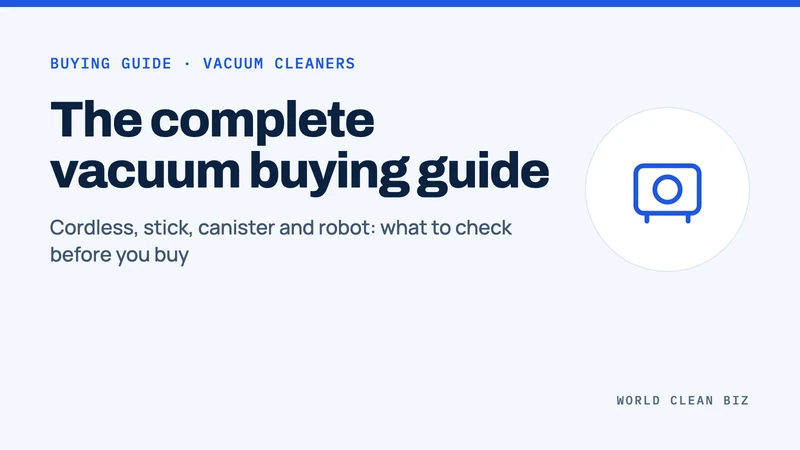 BUYING GUIDE · VACUUM CLEANERS
The complete
vacuum buying guide
Cordless, stick, canister and robot: what to check
before you buy
WORLD CLEAN BIZ